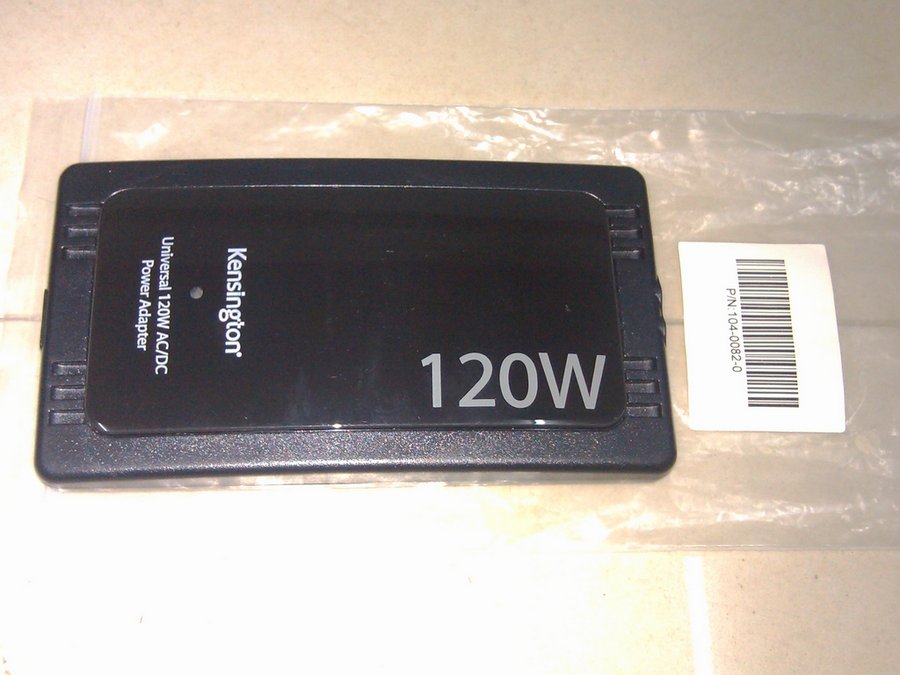 Kensington®
Universal 120W AC/DC
Power Adapter
120W
P/N:104-0082-0